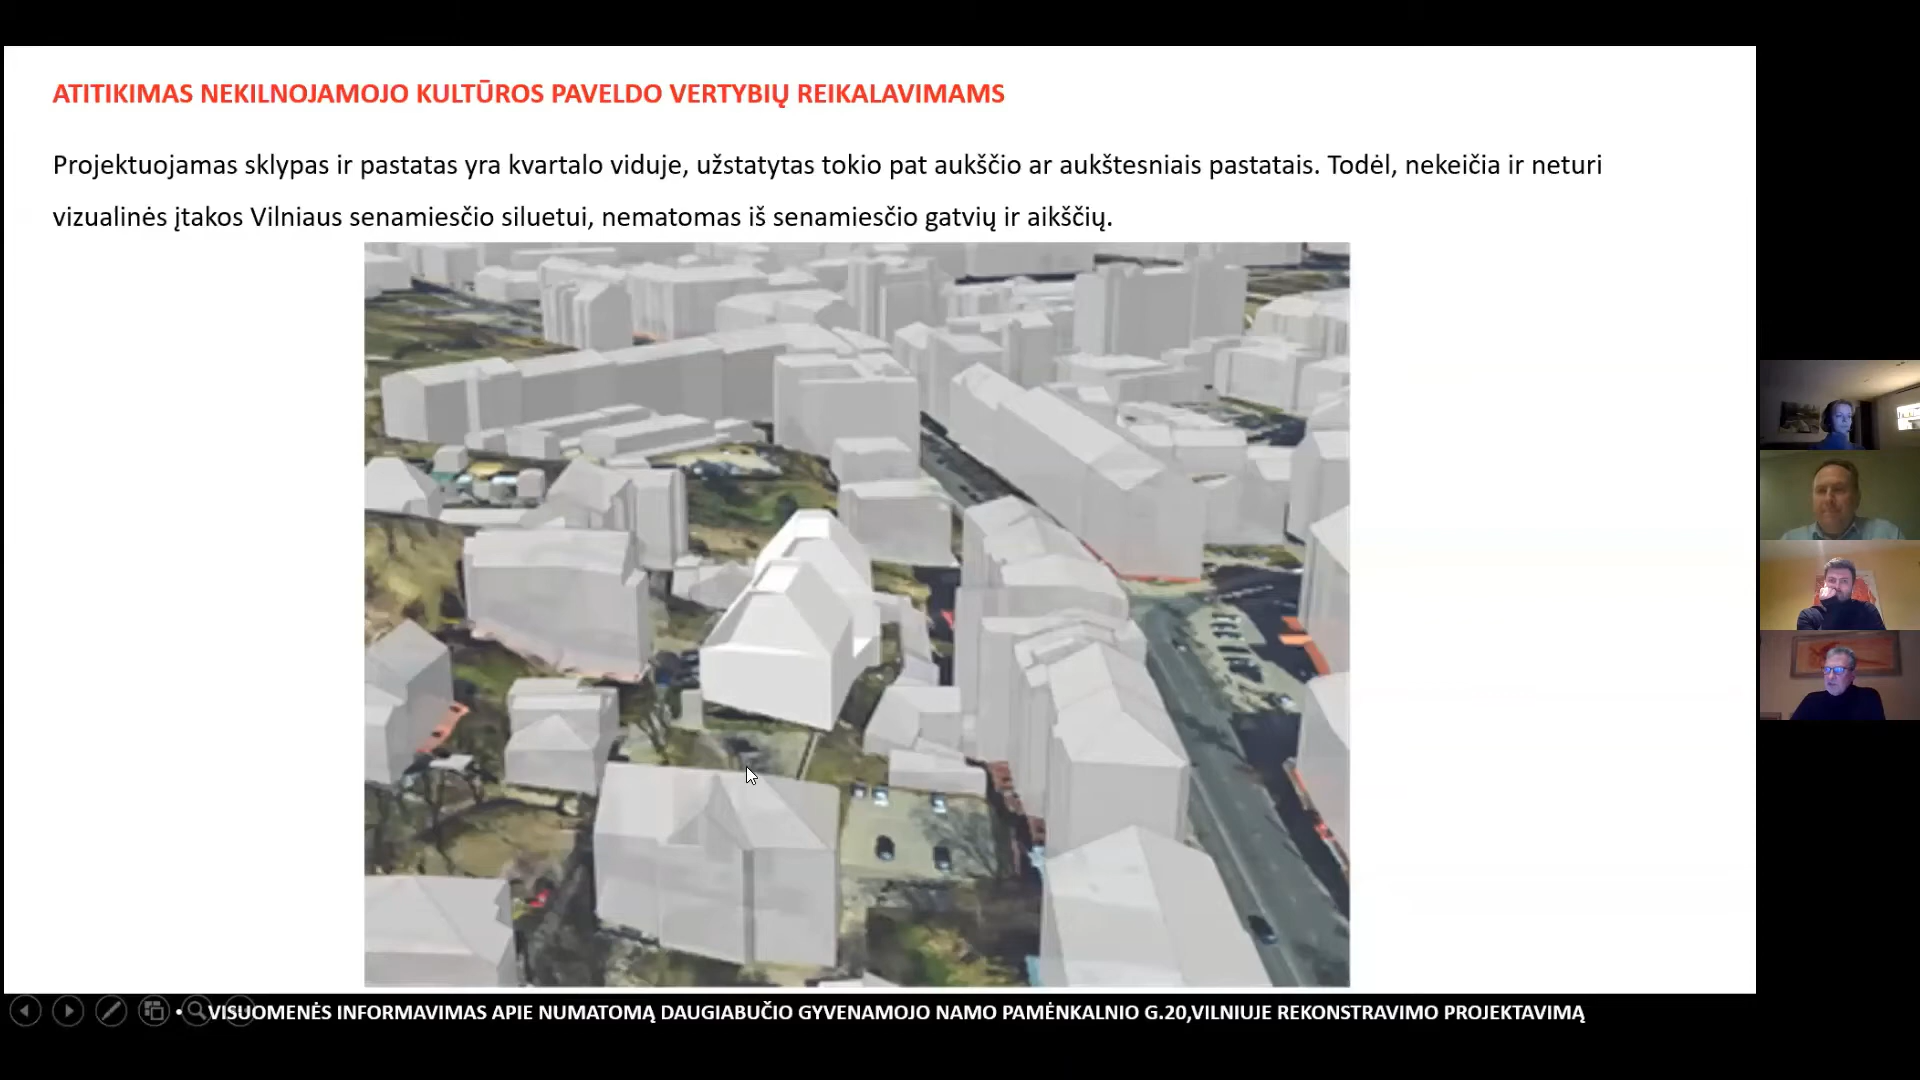 ATITIKIMAS NEKILNOJAMOJO KULTŪROS PAVELDO VERTYBIŲ REIKALAVIMAMS
Projektuojamas sklypas ir pastatas yra kvartalo viduje, užstatytas tokio pat aukščio ar aukštesniais pastatais. Todėl, nekeičia ir neturi
vizualinės įtakos Vilniaus senamiesčio siluetui, nematomas iš senamiesčio gatvių ir aikščių.
• VISUOMENĖS INFORMAVIMAS APIE NUMATOMĄ DAUGIABUČIO GYVENAMOJO NAMO PAMĖNKALNIO G.20,VILNIUJE REKONSTRAVIMO PROJEKTAVIMĄ